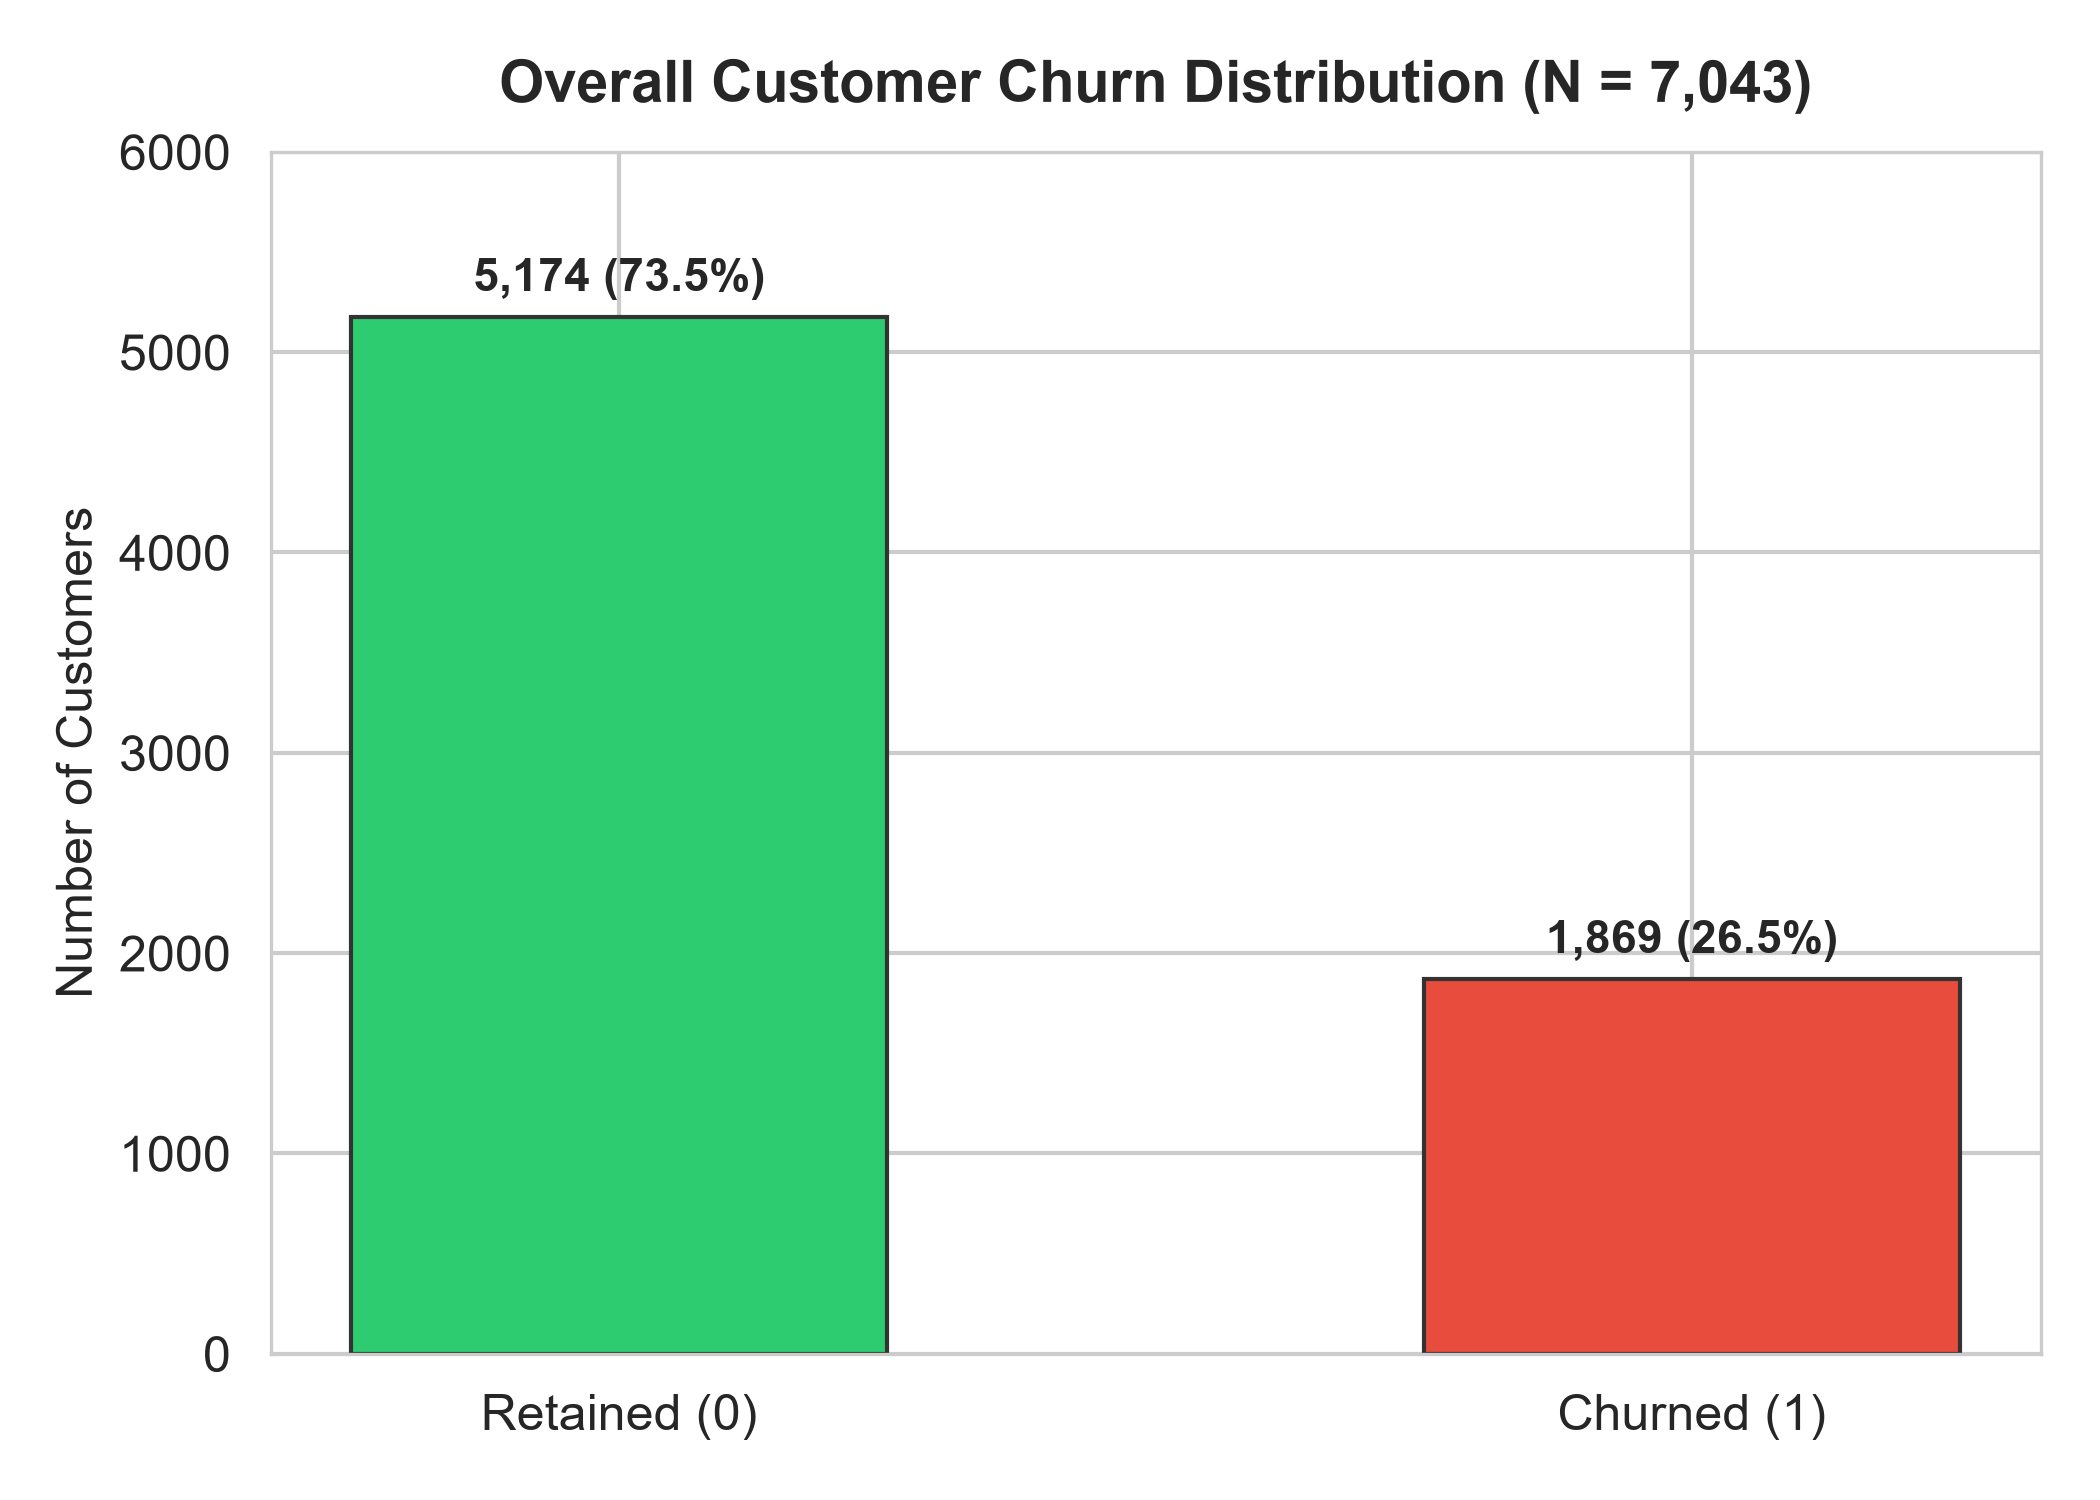 Overall Customer Churn Distribution (N = 7,043)
6000
5000
4000
3000
2000
1000
0
Number of Customers
5,174 (73.5%)
1,869 (26.5%)
Retained (0)
Churned (1)